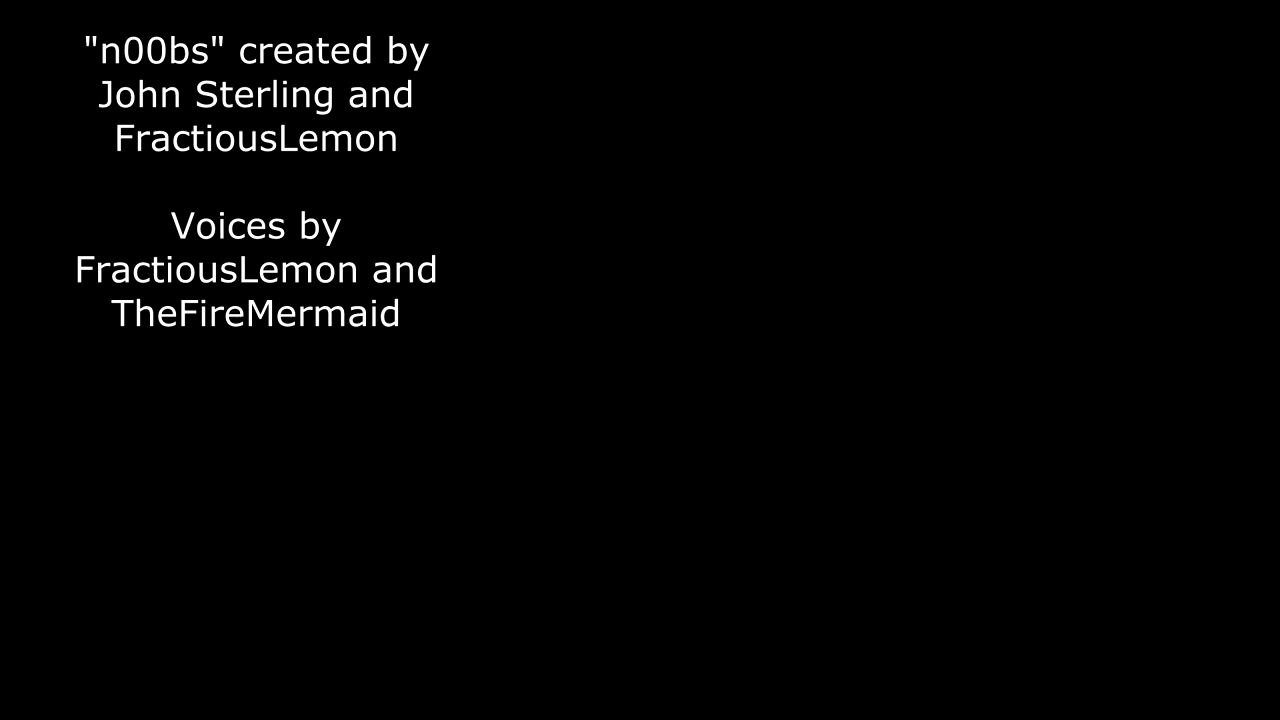 "n00bs" created by
John Sterling and
FractiousLemon
Voices by
FractiousLemon and
TheFireMermaid